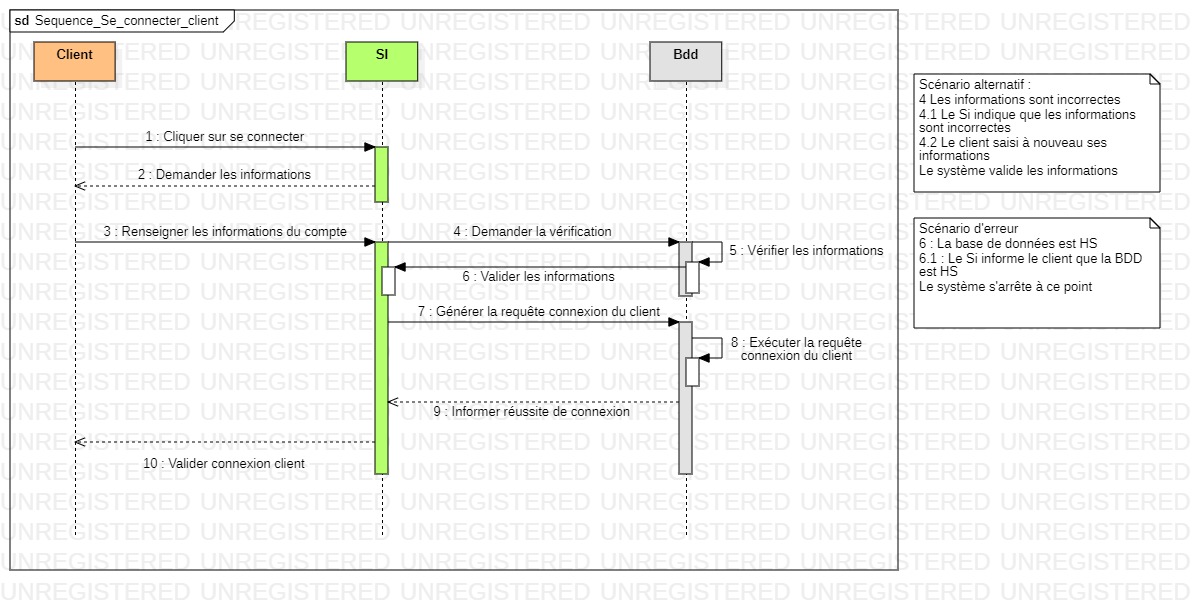 sd Sequence_Se_connecter_client
Client
SI
Bdd
1 : Cliquer sur se connecter
2 : Demander les informations
3 : Renseigner les informations du compte
4 : Demander la vérification
5 : Vérifier les informations
6 : Valider les informations
7 : Générer la requête connexion du client
8 : Exécuter la requête
connexion du client
9 : Informer réussite de connexion
10 : Valider connexion client
Scénario alternatif :
4 Les informations sont incorrectes
4.1 Le Si indique que les informations
sont incorrectes
4.2 Le client saisi à nouveau ses
informations
Le système valide les informations
Scénario d'erreur
6 : La base de données est HS
6.1 : Le Si informe le client que la BDD
est HS
Le système s'arrête à ce point
UNREGISTERED